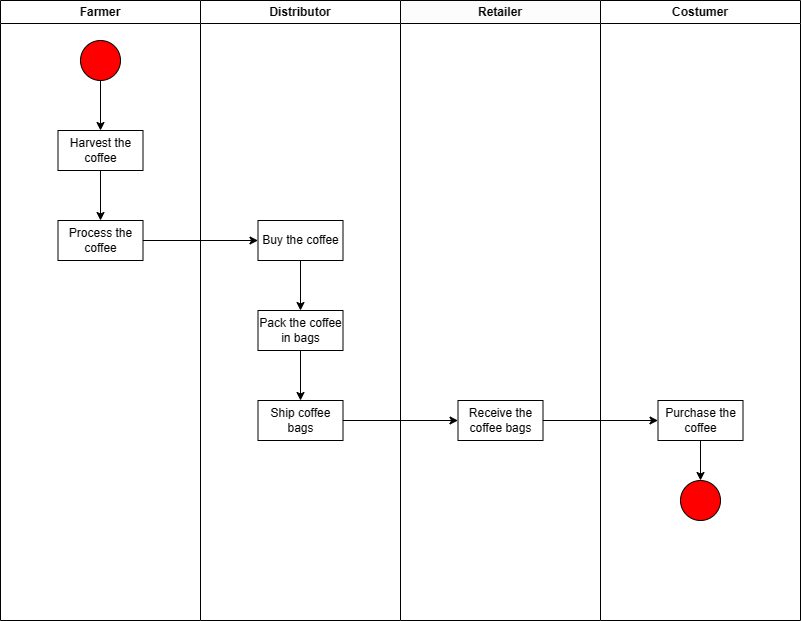 Farmer
Distributor
Retailer
Costumer
Harvest the
coffee
Process the
coffee
Buy the coffee
Pack the coffee
in bags
Ship coffee
bags
Receive the
coffee bags
Purchase the
coffee